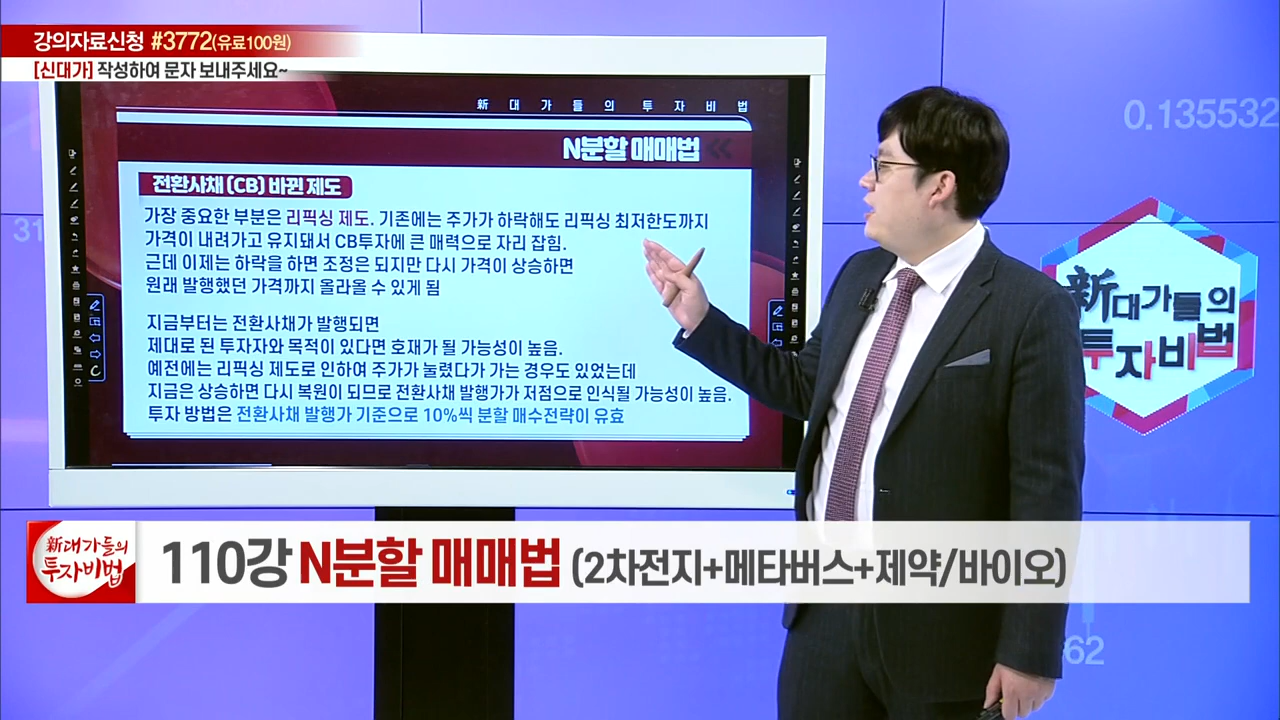 강의자료신청 #3772(유료100원)
[신대가] 작성하여 문자 보내주세요~
新대가들의 투자비법
N분할 매매법
전환사채 (CB) 바뀐 제도
가장 중요한 부분은 리픽싱 제도. 기존에는 주가가 하락해도 리픽싱 최저한도까지
가격이 내려가고 유지돼서 CB투자에 큰 매력으로 자리 잡힘.
근데 이제는 하락을 하면 조정은 되지만 다시 가격이 상승하면
원래 발행했던 가격까지 올라올 수 있게 됨
지금부터는 전환사채가 발행되면
제대로 된 투자자와 목적이 있다면 호재가 될 가능성이 높음.
예전에는 리픽싱 제도로 인하여 주가가 눌렸다가 가는 경우도 있었는데
지금은 상승하면 다시 복원이 되므로 전환사채 발행가가 저점으로 인식될 가능성이 높음.
투자 방법은 전환사채 발행가 기준으로 10%씩 분할 매수전략이 유효
0.135532
31
新대가들의
투자비법
62
新대가들의
투자비법
110강 N분할 매매법 (2차전지+메타버스+제약/바이오)